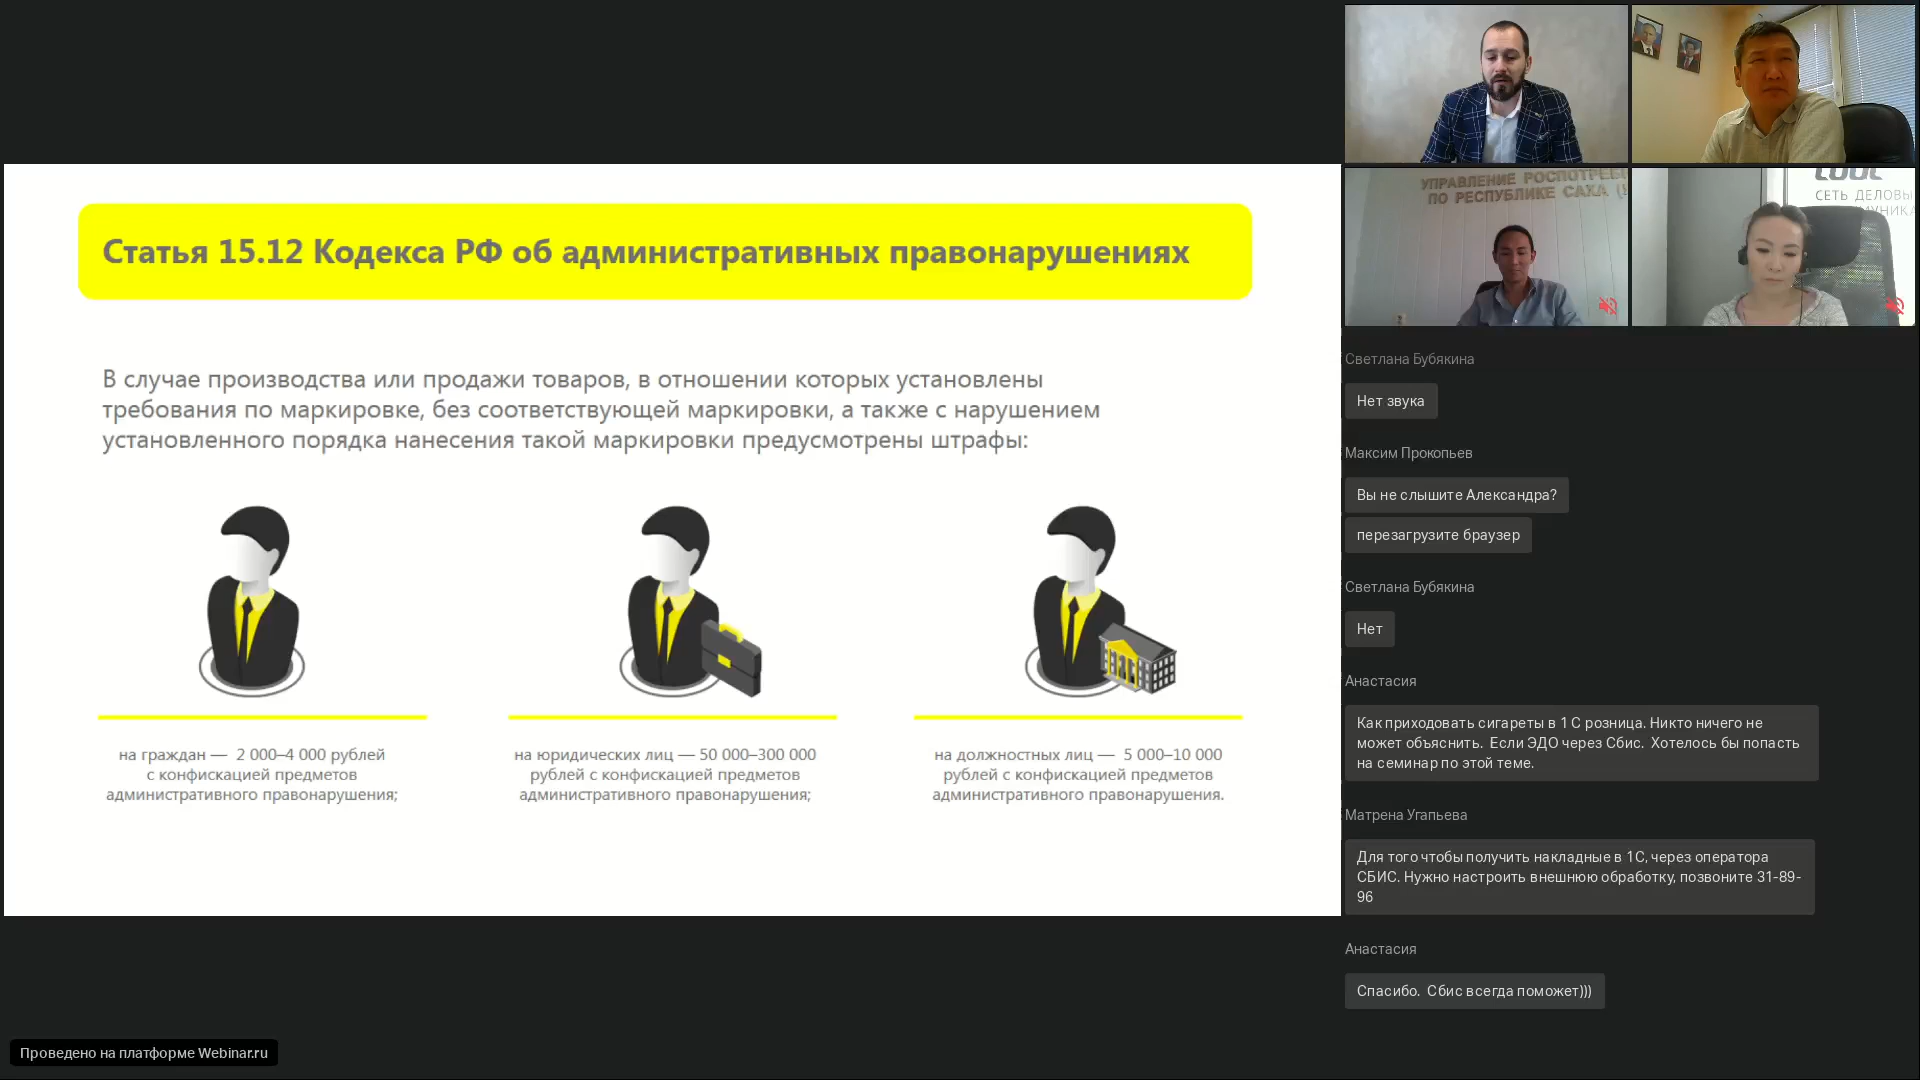 Статья 15.12 Кодекса РФ об административных правонарушениях
В случае производства или продажи товаров, в отношении которых установлены
требования по маркировке, без соответствующей маркировки, а также с нарушением
установленного порядка нанесения такой маркировки предусмотрены штрафы:
на граждан — 2 000–4 000 рублей
с конфискацией предметов
административного правонарушения;
на юридических лиц — 50 000–300 000
рублей с конфискацией предметов
административного правонарушения;
на должностных лиц — 5 000–10 000
рублей с конфискацией предметов
административного правонарушения.
УПРАВЛЕНИЕ
ПО РЕСПУБЛИКЕ САХА
СЕТЬ
Светлана Бубякина
Нет звука
Максим Прокопьев
Вы не слышите Александра?
перезагрузите браузер
Светлана Бубякина
Нет
Анастасия
Как приходовать сигареты в 1 С розница. Никто ничего не
может объяснить. Если ЭДО через Сбис. Хотелось бы попасть
на семинар по этой теме.
Матрена Угапьева
Для того чтобы получить накладные в 1С, через оператора
СБИС. Нужно настроить внешнюю обработку, позвоните 31-89-
96
Анастасия
Спасибо. Сбис всегда поможет)))
Проведено на платформе Webinar.ru